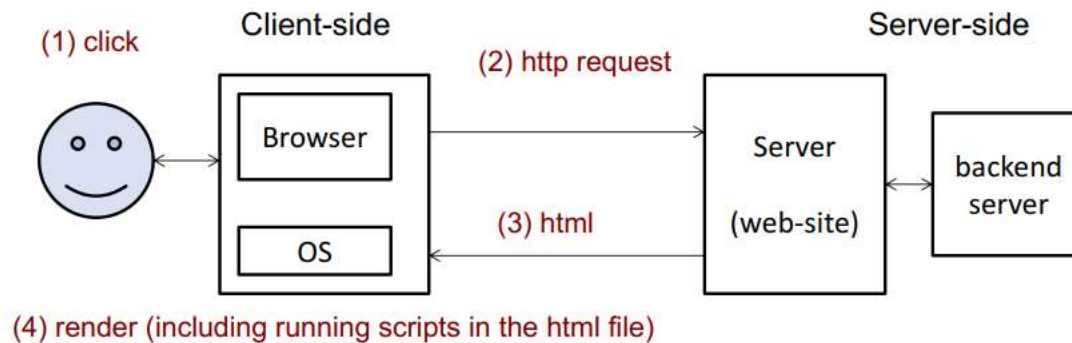 Client-side
Server-side
(1) click
(2) http request
Browser
Server
(web-site)
backend
server
(3) html
OS
(4) render (including running scripts in the html file)